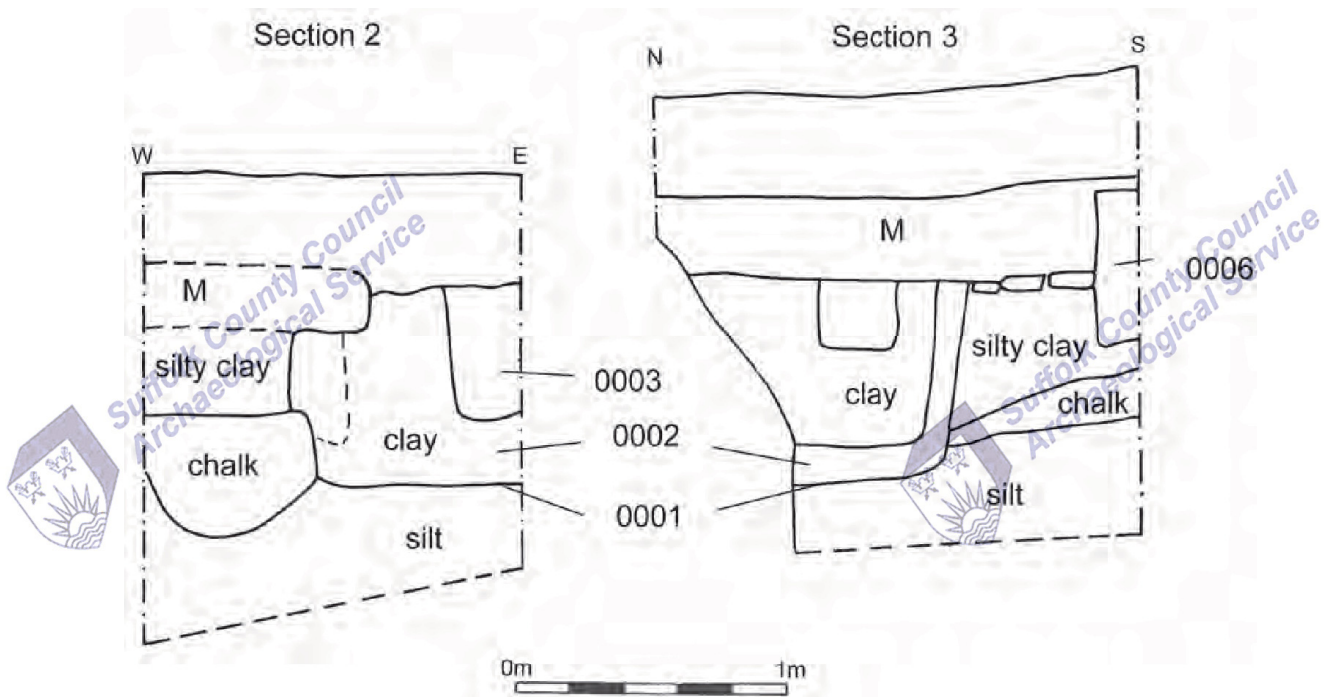 Section 2
Section 3
N
S
W
E
M
M
0006
silty clay
silty clay
0003
clay
chalk
0002
clay
chalk
0001
silt
silt
0m
1m
Suffolk County Council
Archaeological Service
Suffolk County Council
Archaeological Service